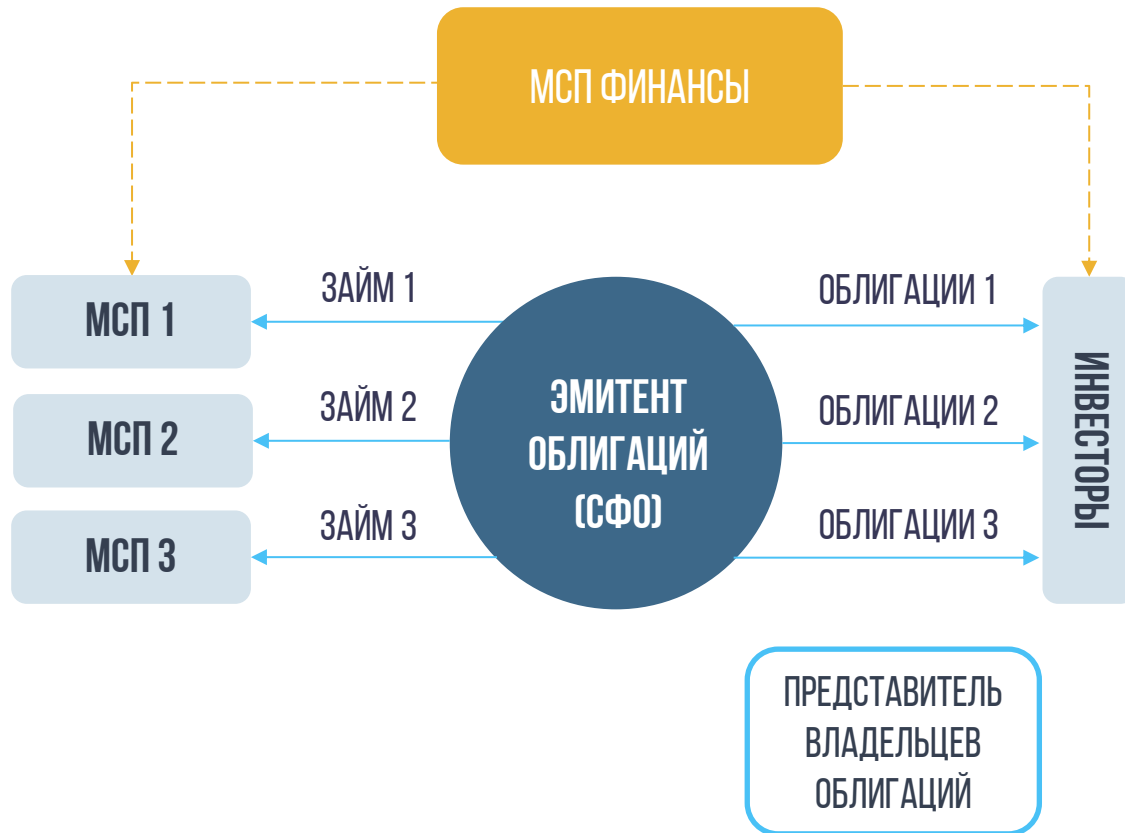 МСП ФИНАНСЫ
ЗАЙМ 1
ОБЛИГАЦИИ 1
МСП 1
ЗАЙМ 2
ОБЛИГАЦИИ 2
МСП 2
ЭМИТЕНТ
ОБЛИГАЦИЙ
(СФО)
ИНВЕСТОРЫ
ЗАЙМ 3
ОБЛИГАЦИИ 3
МСП 3
ПРЕДСТАВИТЕЛЬ
ВЛАДЕЛЬЦЕВ
ОБЛИГАЦИЙ